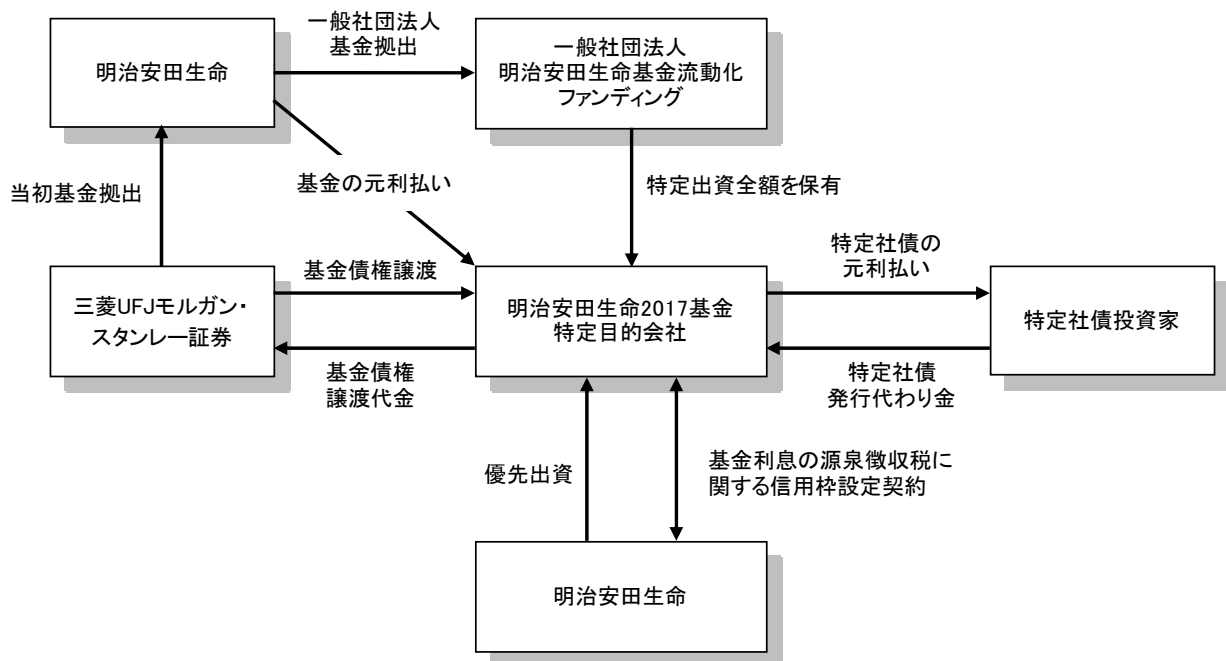 一般社団法人
基金拠出
明治安田生命
一般社団法人
明治安田生命基金流動化
ファンディング
当初基金拠出
基金の元利払い
特定出資全額を保有
基金債権譲渡
特定社債の
元利払い
三菱UFJモルガン・
スタンレー証券
明治安田生命2017基金
特定目的会社
特定社債投資家
基金債権
譲渡代金
特定社債
発行代わり金
優先出資
基金利息の源泉徴収税に
関する信用枠設定契約
明治安田生命